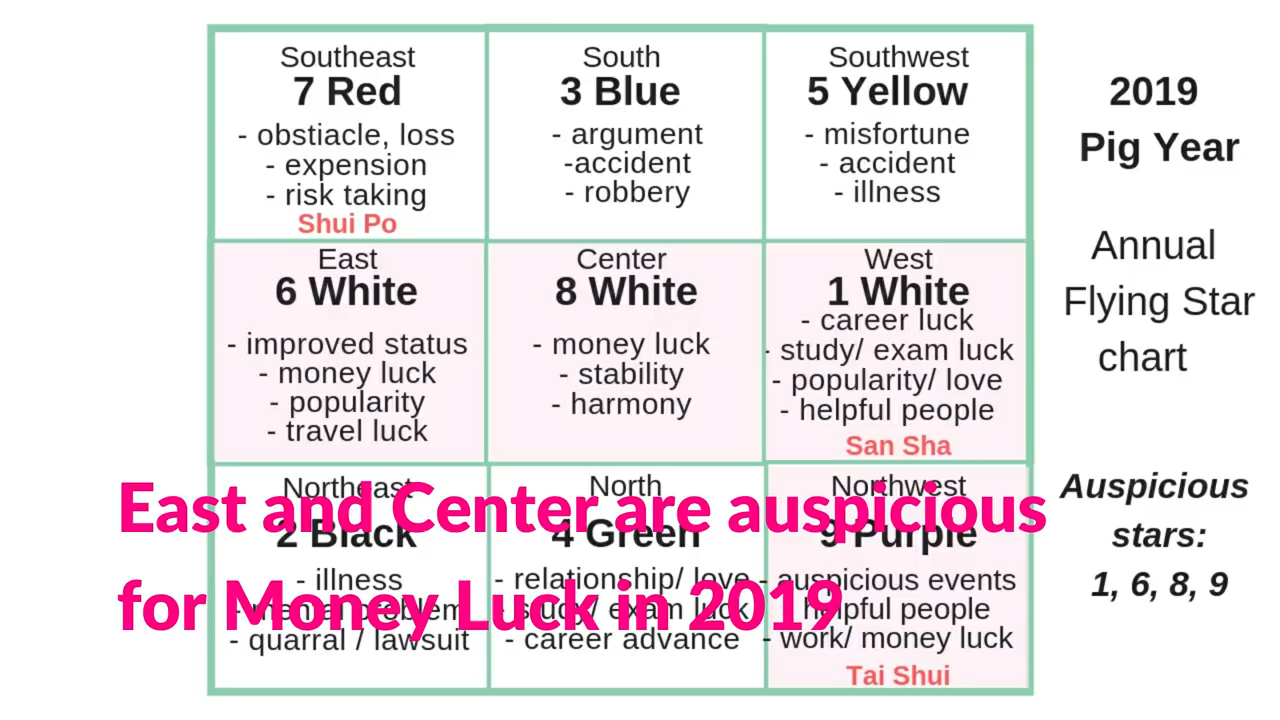 Southeast
7 Red
- obstiacle, loss
- expension
- risk taking
Shui Po
South
3 Blue
- argument
-accident
- robbery
Southwest
5 Yellow
- misfortune
- accident
- illness
East
6 White
- improved status
- money luck
- popularity
- travel luck
Center
8 White
- money luck
- stability
- harmony
West
1 White
- career luck
- study/ exam luck
- popularity/ love
- helpful people
San Sha
Northeast
2 Black
- illness
- mental problem
- quarral / lawsuit
North
4 Green
- relationship/ love
- study/ exam luck
- career advance
Northwest
9 Purple
- auspicious events
- helpful people
- work/ money luck
Tai Shui
2019
Pig Year
Annual
Flying Star
chart
Auspicious
stars:
1, 6, 8, 9
East and Center are auspicious
for Money Luck in 2019